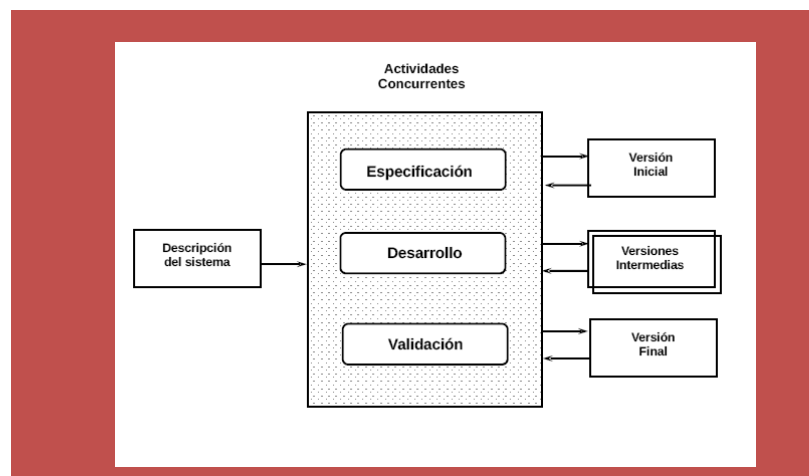 Actividades
Concurrentes
Especificación
Versión
Inicial
Descripción
del sistema
Desarrollo
Versiones
Intermedias
Validación
Versión
Final